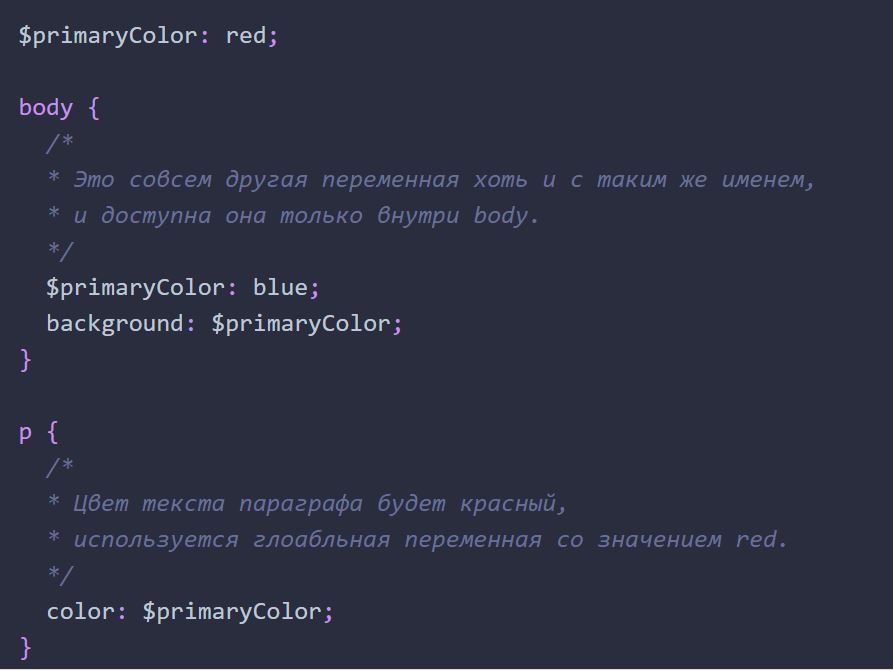 $primaryColor: red;
body {
/*
* Это совсем другая переменная хоть и с таким же именем,
* и доступна она только внутри body.
*/
$primaryColor: blue;
background: $primaryColor;
}
p {
/*
* Цвет текста параграфа будет красный,
* используется глоабльная переменная со значением red.
*/
color: $primaryColor;
}